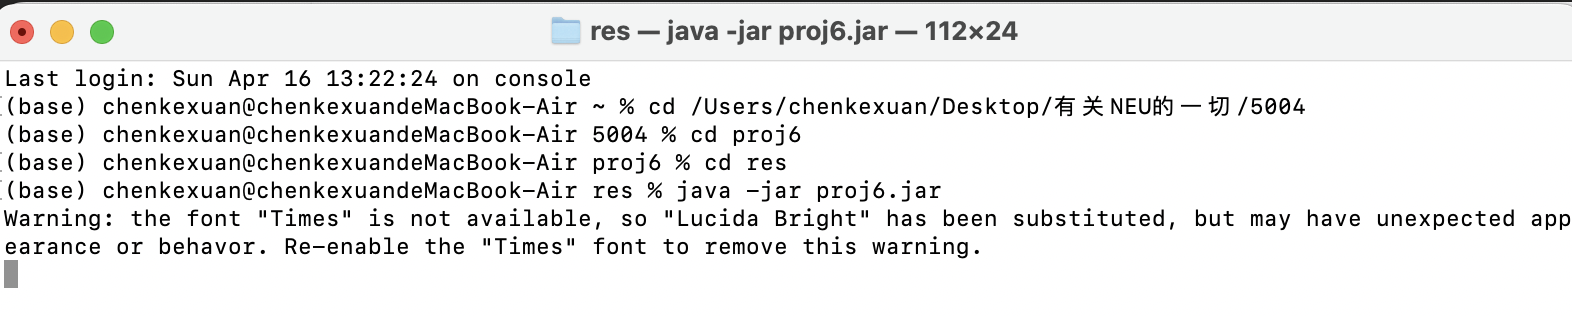 res — java -jar proj6.jar — 112×24
Last login: Sun Apr 16 13:22:24 on console
(base) chenkexuan@chenkexuandeMacBook-Air ~ % cd /Users/chenkexuan/Desktop/有关NEU的一切/5004
(base) chenkexuan@chenkexuandeMacBook-Air 5004 % cd proj6
(base) chenkexuan@chenkexuandeMacBook-Air proj6 % cd res
(base) chenkexuan@chenkexuandeMacBook-Air res % java -jar proj6.jar
Warning: the font "Times" is not available, so "Lucida Bright" has been substituted, but may have unexpected app
earance or behavor. Re-enable the "Times" font to remove this warning.